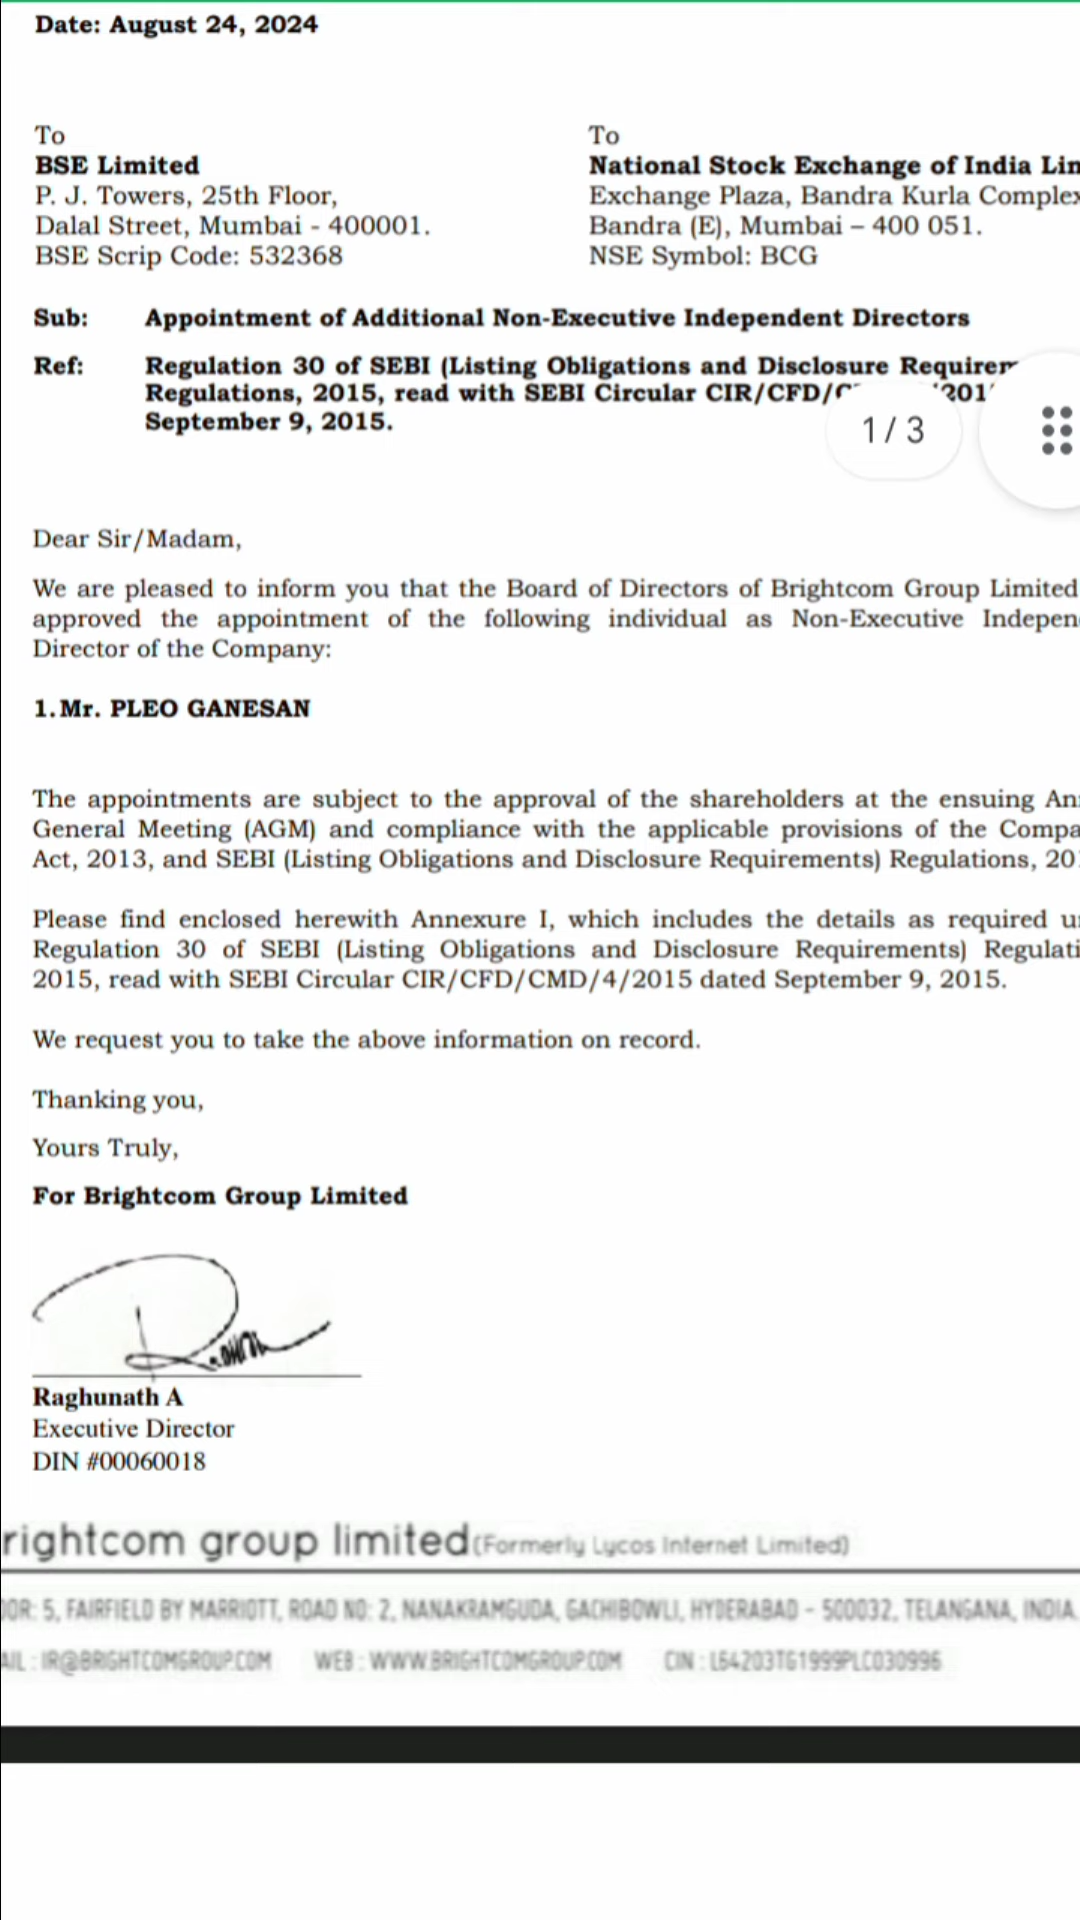 Date: August 24, 2024
To
BSE Limited
P. J. Towers, 25th Floor,
Dalal Street, Mumbai - 400001.
BSE Scrip Code: 532368
To
National Stock Exchange of India Lin
Exchange Plaza, Bandra Kurla Complex
Bandra (E), Mumbai – 400 051.
NSE Symbol: BCG
Sub: Appointment of Additional Non-Executive Independent Directors
Ref: Regulation 30 of SEBI (Listing Obligations and Disclosure Requirem
Regulations, 2015, read with SEBI Circular CIR/CFD/
September 9, 2015.
1 / 3
Dear Sir/Madam,
We are pleased to inform you that the Board of Directors of Brightcom Group Limited
approved the appointment of the following individual as Non-Executive Indepen
Director of the Company:
1. Mr. PLEO GANESAN
The appointments are subject to the approval of the shareholders at the ensuing An
General Meeting (AGM) and compliance with the applicable provisions of the Compa
Act, 2013, and SEBI (Listing Obligations and Disclosure Requirements) Regulations, 20
Please find enclosed herewith Annexure I, which includes the details as required u
Regulation 30 of SEBI (Listing Obligations and Disclosure Requirements) Regulati
2015, read with SEBI Circular CIR/CFD/CMD/4/2015 dated September 9, 2015.
We request you to take the above information on record.
Thanking you,
Yours Truly,
For Brightcom Group Limited
Raghunath A
Executive Director
DIN #00060018
rightcom group limited (Formerly Lycos Internet Limited)
OOR: 5, FAIRFIELD BY MARRIOTT, ROAD NO: 2, NANAKRAMGUDA, GACHIBOWLI, HYDERABAD - 500032, TELANGANA, INDIA.
AIL : IR@BRIGHTCOMGROUP.COM WEB : WWW.BRIGHTCOMGROUP.COM CIN : L64203TG1999PLC030996